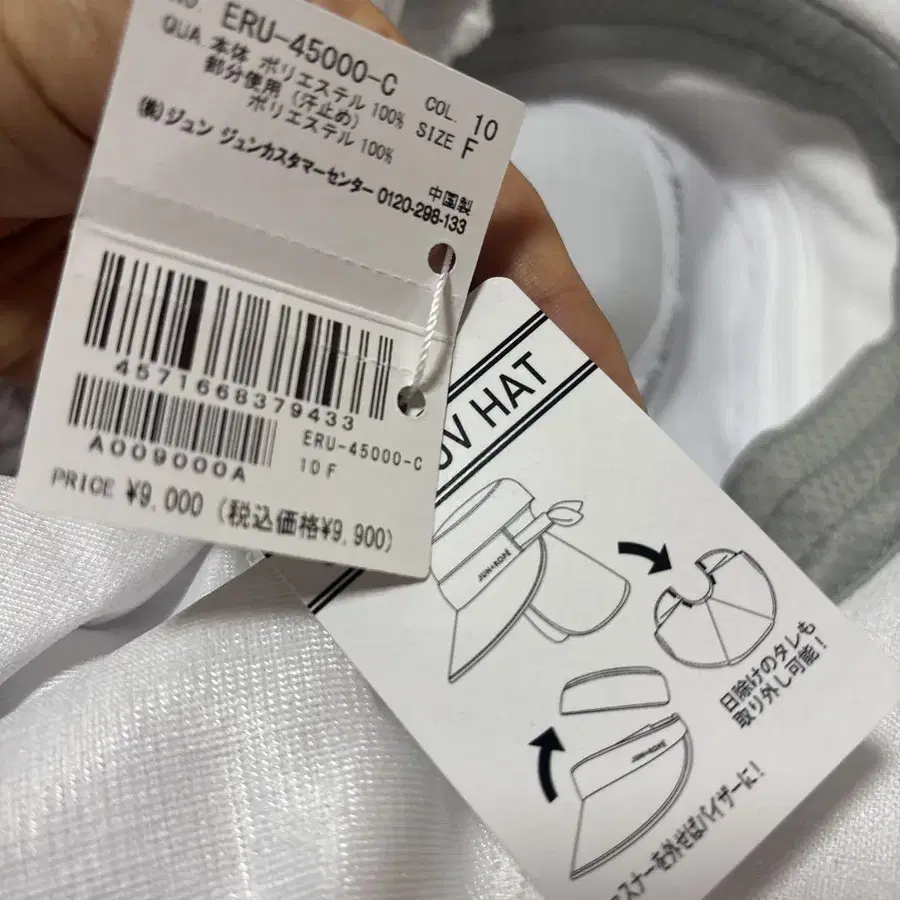 ERU-45000-C
QUA. 本体 ポリエステル 100%
部分使用 (汗止め)
ポリエステル 100%
COL. 10
SIZE F
(株)ジュン ジュンカスタマーセンター 0120-298-133
中国製
4571668379433
A009000A
ERU-45000-C
10 F
PRICE ¥9,000 (税込価格¥9,900)
UV HAT
JUN&ROPÉ
日除けのタレも
取り外し可能!
JUN&ROPÉ
スナーを外せばバイザーに!